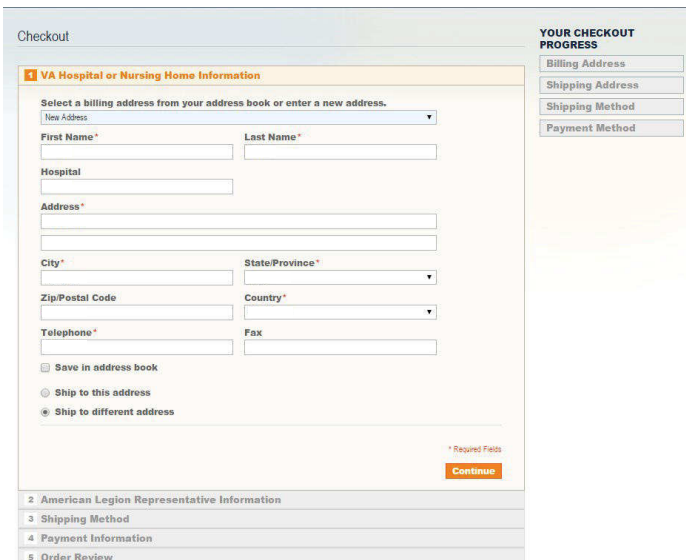 Checkout
1 VA Hospital or Nursing Home Information
Select a billing address from your address book or enter a new address.
New Address
First Name* Last Name*
Hospital
Address*
City* State/Province*
Zip/Postal Code Country*
Telephone* Fax
Save in address book
Ship to this address
Ship to different address
* Required Fields
Continue
2 American Legion Representative Information
3 Shipping Method
4 Payment Information
5 Order Review
YOUR CHECKOUT
PROGRESS
Billing Address
Shipping Address
Shipping Method
Payment Method